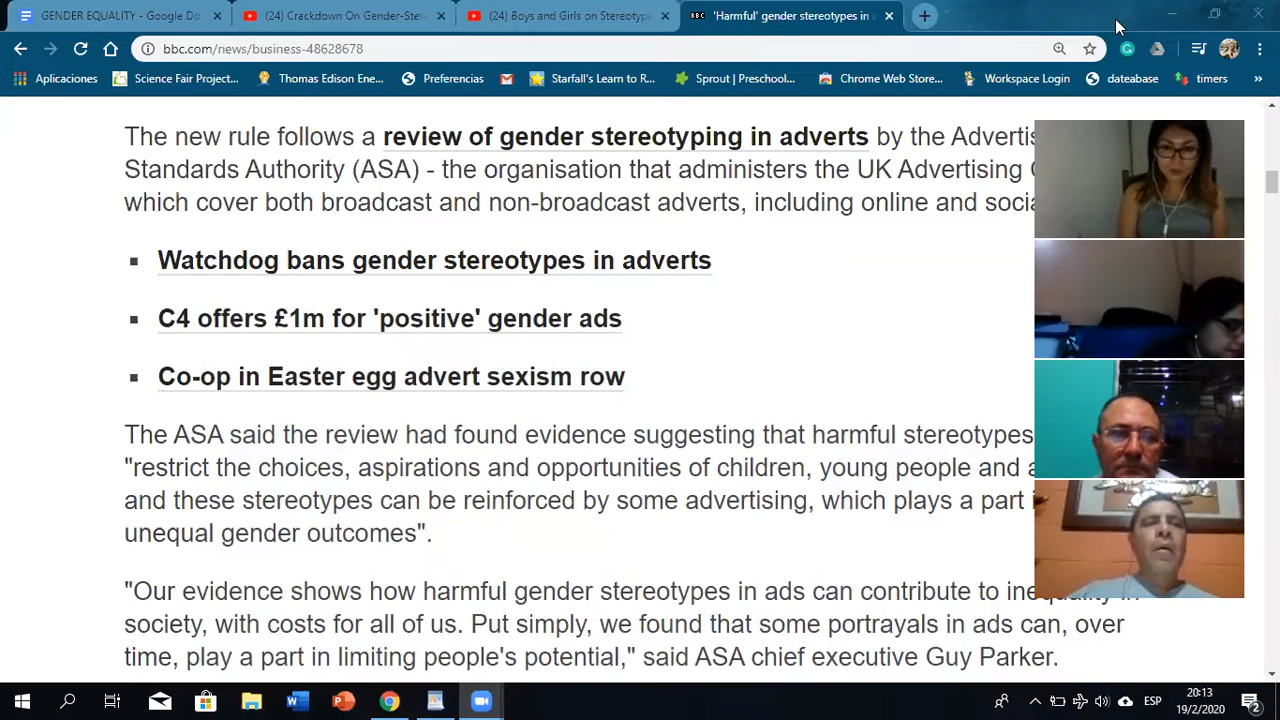 GENDER EQUALITY - Google Do
(24) Crackdown On Gender-Ster
(24) Boys and Girls on Stereotype
BBC 'Harmful' gender stereotypes in a
bbc.com/news/business-48628678
Aplicaciones
Science Fair Project...
Thomas Edison Ene...
Preferencias
Starfall's Learn to R...
Sprout | Preschool...
Chrome Web Store...
Workspace Login
dateabase
timers
»
The new rule follows a review of gender stereotyping in adverts by the Advertis
Standards Authority (ASA) - the organisation that administers the UK Advertising
which cover both broadcast and non-broadcast adverts, including online and socia
▪ Watchdog bans gender stereotypes in adverts
▪ C4 offers £1m for 'positive' gender ads
▪ Co-op in Easter egg advert sexism row
The ASA said the review had found evidence suggesting that harmful stereotypes
"restrict the choices, aspirations and opportunities of children, young people and a
and these stereotypes can be reinforced by some advertising, which plays a part i
unequal gender outcomes".
"Our evidence shows how harmful gender stereotypes in ads can contribute to inequality in
society, with costs for all of us. Put simply, we found that some portrayals in ads can, over
time, play a part in limiting people's potential," said ASA chief executive Guy Parker.
ESP
20:13
19/2/2020
2